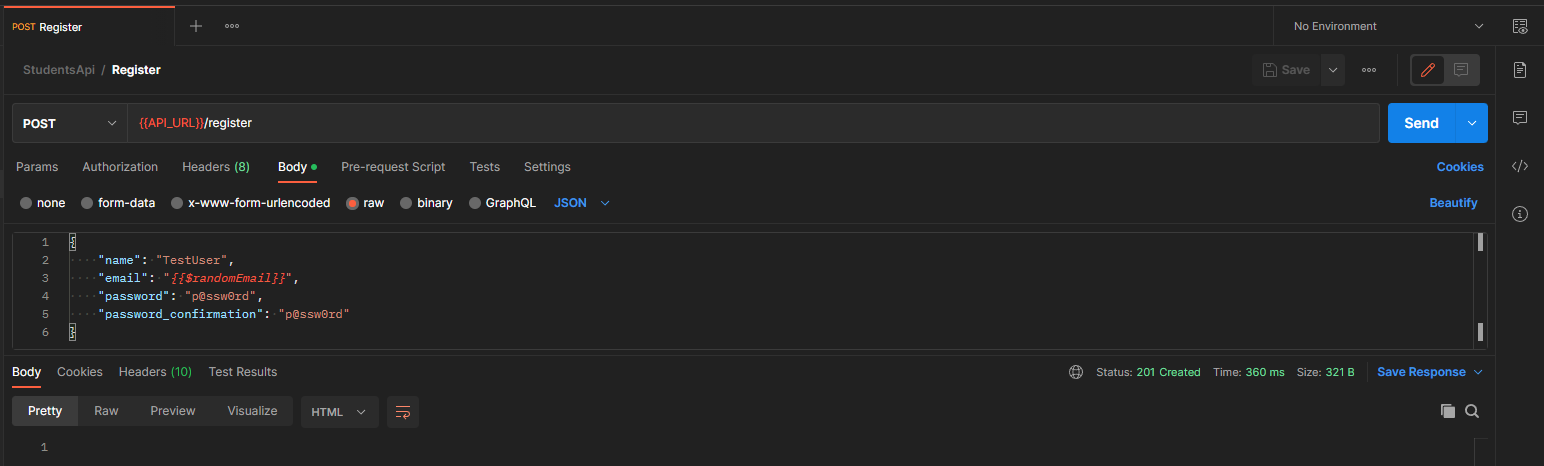 POST Register
No Environment
StudentsApi / Register
Save
POST
{{API_URL}}/register
Send
Params Authorization Headers (8) Body Pre-request Script Tests Settings Cookies
none form-data x-www-form-urlencoded raw binary GraphQL JSON Beautify
1 {
2 "name": "TestUser",
3 "email": "{{$randomEmail}}",
4 "password": "p@ssw0rd",
5 "password_confirmation": "p@ssw0rd"
6 }
Body Cookies Headers (10) Test Results Status: 201 Created Time: 360 ms Size: 321 B Save Response
Pretty Raw Preview Visualize HTML
1